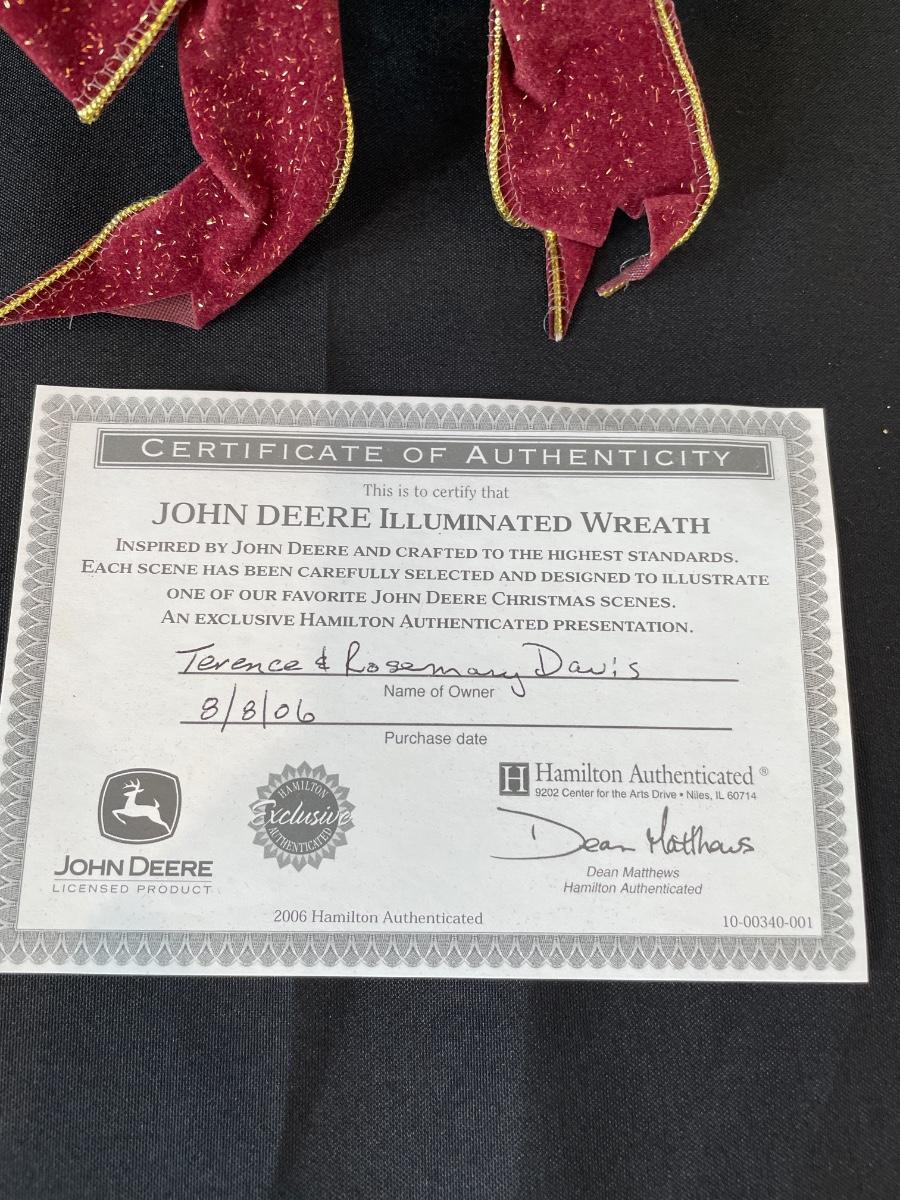 CERTIFICATE OF AUTHENTICITY
This is to certify that
JOHN DEERE ILLUMINATED WREATH
INSPIRED BY JOHN DEERE AND CRAFTED TO THE HIGHEST STANDARDS.
EACH SCENE HAS BEEN CAREFULLY SELECTED AND DESIGNED TO ILLUSTRATE
ONE OF OUR FAVORITE JOHN DEERE CHRISTMAS SCENES.
AN EXCLUSIVE HAMILTON AUTHENTICATED PRESENTATION.
Terence & Rosemary Davis
Name of Owner
8/8/06
Purchase date
JOHN DEERE
LICENSED PRODUCT
HAMILTON
Exclusive
AUTHENTICATED
H Hamilton Authenticated ®
9202 Center for the Arts Drive • Niles, IL 60714
Dean Matthews
Dean Matthews
Hamilton Authenticated
2006 Hamilton Authenticated
10-00340-001